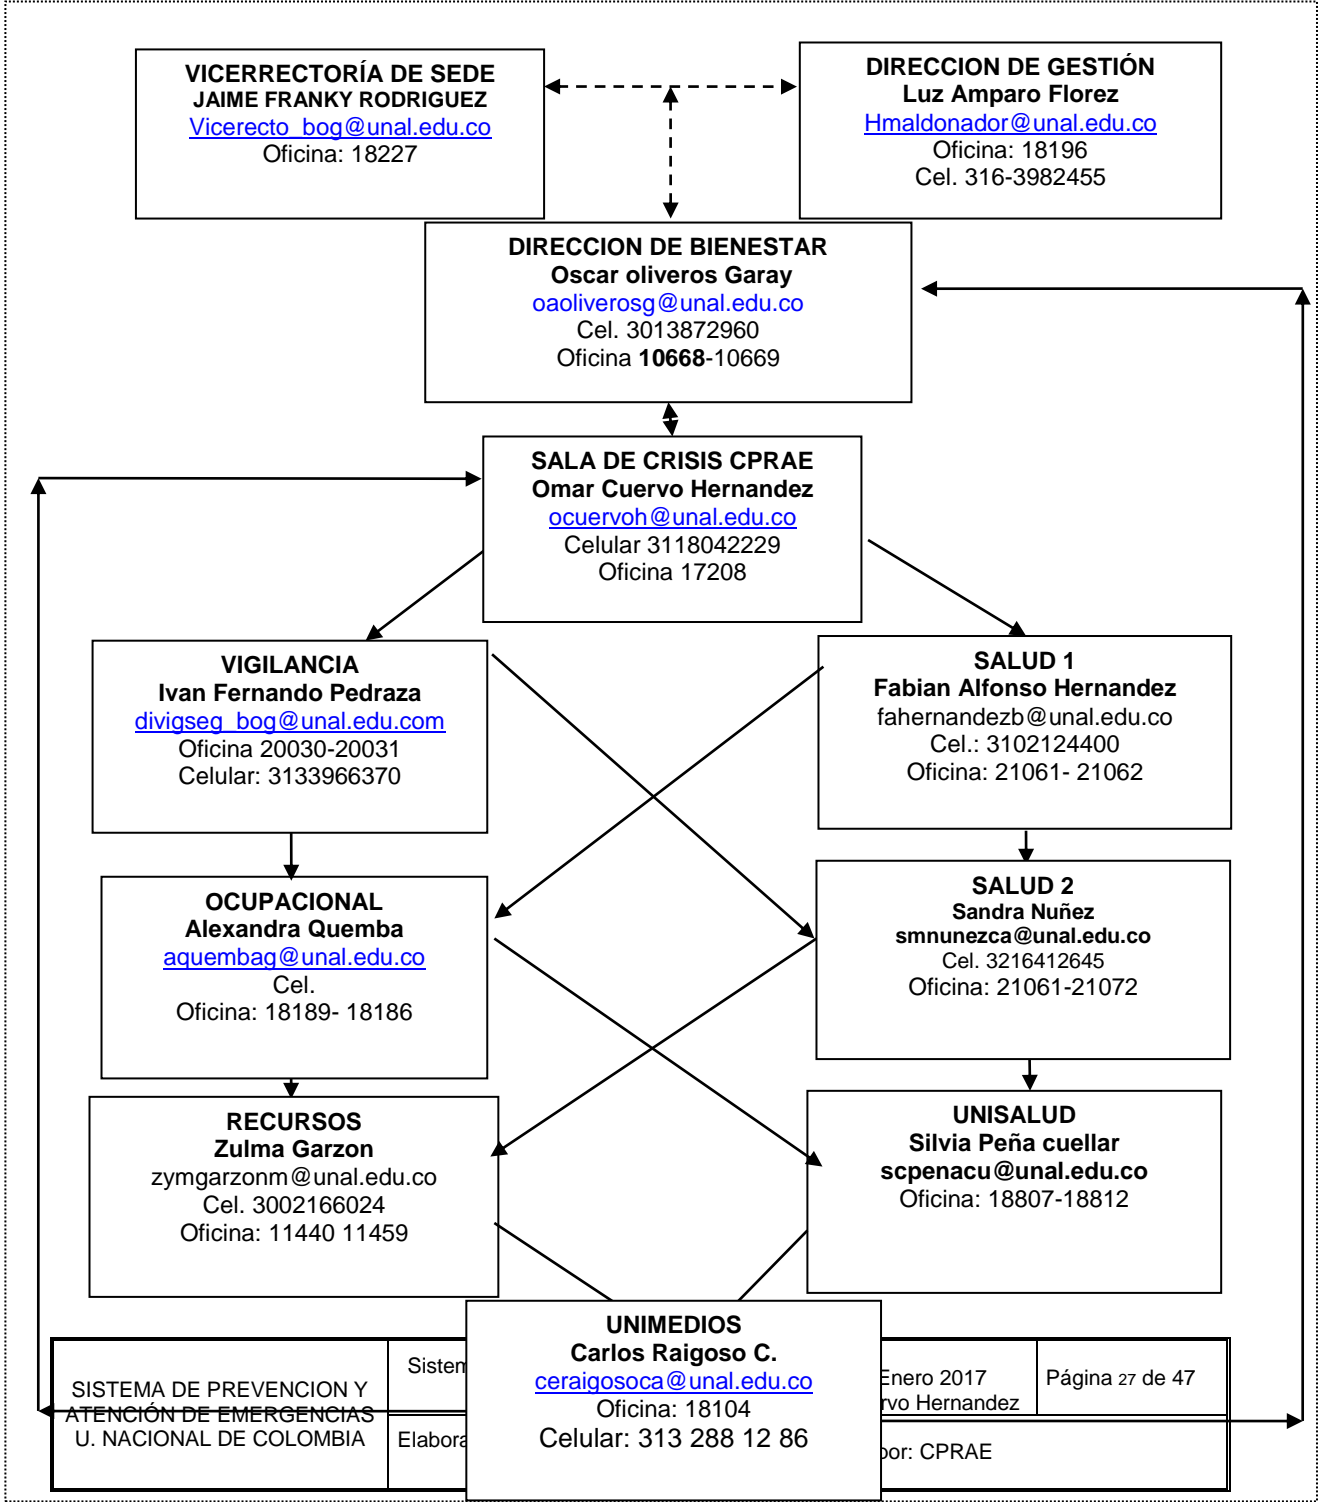 VICERRECTORÍA DE SEDE
JAIME FRANKY RODRIGUEZ
Vicerecto_bog@unal.edu.co
Oficina: 18227
DIRECCION DE GESTIÓN
Luz Amparo Florez
Hmaldonador@unal.edu.co
Oficina: 18196
Cel. 316-3982455
DIRECCION DE BIENESTAR
Oscar oliveros Garay
oaoliverosg@unal.edu.co
Cel. 3013872960
Oficina 10668-10669
SALA DE CRISIS CPRAE
Omar Cuervo Hernandez
ocuervoh@unal.edu.co
Celular 3118042229
Oficina 17208
VIGILANCIA
Ivan Fernando Pedraza
divigseg_bog@unal.edu.com
Oficina 20030-20031
Celular: 3133966370
SALUD 1
Fabian Alfonso Hernandez
fahernandezb@unal.edu.co
Cel.: 3102124400
Oficina: 21061- 21062
OCUPACIONAL
Alexandra Quemba
aquembag@unal.edu.co
Cel.
Oficina: 18189- 18186
SALUD 2
Sandra Nuñez
smnunezca@unal.edu.co
Cel. 3216412645
Oficina: 21061-21072
RECURSOS
Zulma Garzon
zymgarzonm@unal.edu.co
Cel. 3002166024
Oficina: 11440 11459
UNISALUD
Silvia Peña cuellar
scpenacu@unal.edu.co
Oficina: 18807-18812
UNIMEDIOS
Carlos Raigoso C.
ceraigosoca@unal.edu.co
Oficina: 18104
Celular: 313 288 12 86
SISTEMA DE PREVENCION Y
ATENCIÓN DE EMERGENCIAS
U. NACIONAL DE COLOMBIA
Enero 2017
Hernandez
Página 27 de 47
por: CPRAE